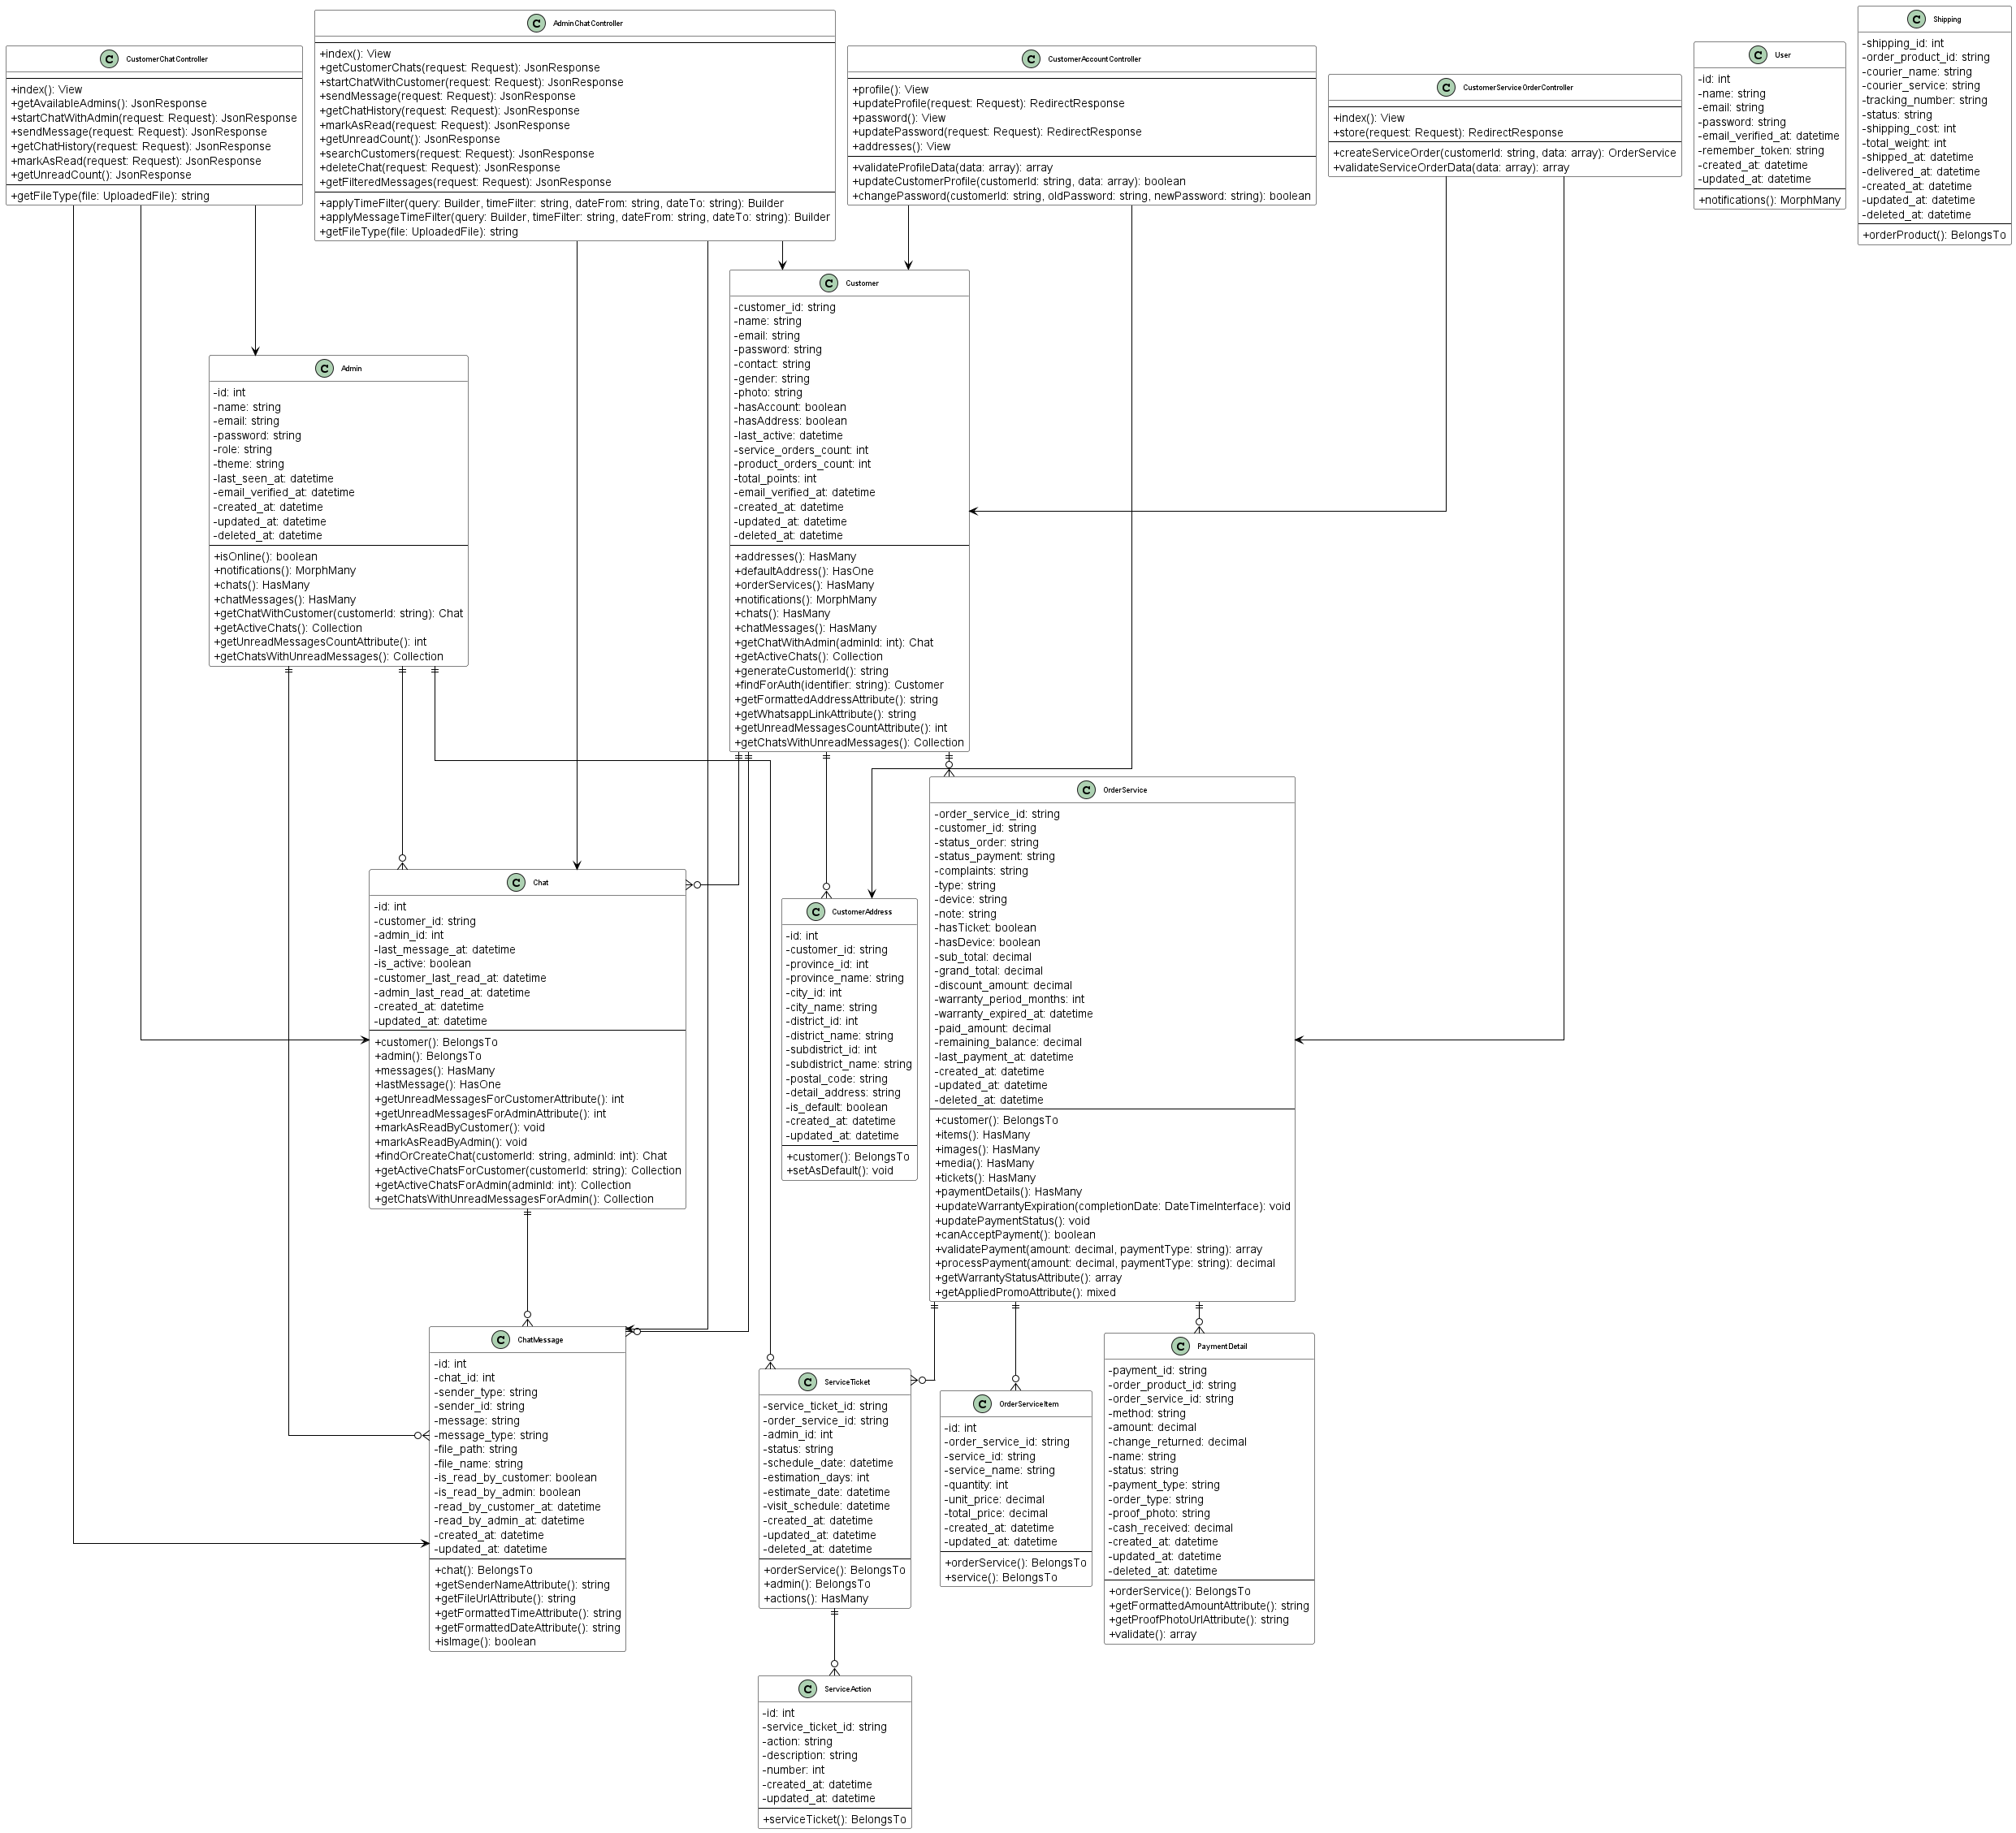 C CustomerChatController
+index(): View
+getAvailableAdmins(): JsonResponse
+startChatWithAdmin(request: Request): JsonResponse
+sendMessage(request: Request): JsonResponse
+getChatHistory(request: Request): JsonResponse
+markAsRead(request: Request): JsonResponse
+getUnreadCount(): JsonResponse
+getFileType(file: UploadedFile): string
C AdminChatController
+index(): View
+getCustomerChats(request: Request): JsonResponse
+startChatWithCustomer(request: Request): JsonResponse
+sendMessage(request: Request): JsonResponse
+getChatHistory(request: Request): JsonResponse
+markAsRead(request: Request): JsonResponse
+getUnreadCount(): JsonResponse
+searchCustomers(request: Request): JsonResponse
+deleteChat(request: Request): JsonResponse
+getFilteredMessages(request: Request): JsonResponse
+applyTimeFilter(query: Builder, timeFilter: string, dateFrom: string, dateTo: string): Builder
+applyMessageTimeFilter(query: Builder, timeFilter: string, dateFrom: string, dateTo: string): Builder
+getFileType(file: UploadedFile): string
C CustomerAccountController
+profile(): View
+updateProfile(request: Request): RedirectResponse
+password(): View
+updatePassword(request: Request): RedirectResponse
+addresses(): View
+validateProfileData(data: array): array
+updateCustomerProfile(customerId: string, data: array): boolean
+changePassword(customerId: string, oldPassword: string, newPassword: string): boolean
C CustomerServiceOrderController
+index(): View
+store(request: Request): RedirectResponse
+createServiceOrder(customerId: string, data: array): OrderService
+validateServiceOrderData(data: array): array
C User
-id: int
-name: string
-email: string
-password: string
-email_verified_at: datetime
-remember_token: string
-created_at: datetime
-updated_at: datetime
+notifications(): MorphMany
C Shipping
-shipping_id: int
-order_product_id: string
-courier_name: string
-courier_service: string
-tracking_number: string
-status: string
-shipping_cost: int
-total_weight: int
-shipped_at: datetime
-delivered_at: datetime
-created_at: datetime
-updated_at: datetime
-deleted_at: datetime
+orderProduct(): BelongsTo
C Admin
-id: int
-name: string
-email: string
-password: string
-role: string
-theme: string
-last_seen_at: datetime
-email_verified_at: datetime
-created_at: datetime
-updated_at: datetime
-deleted_at: datetime
+isOnline(): boolean
+notifications(): MorphMany
+chats(): HasMany
+chatMessages(): HasMany
+getChatWithCustomer(customerId: string): Chat
+getActiveChats(): Collection
+getUnreadMessagesCountAttribute(): int
+getChatsWithUnreadMessages(): Collection
C Customer
-customer_id: string
-name: string
-email: string
-password: string
-contact: string
-gender: string
-photo: string
-hasAccount: boolean
-hasAddress: boolean
-last_active: datetime
-service_orders_count: int
-product_orders_count: int
-total_points: int
-email_verified_at: datetime
-created_at: datetime
-updated_at: datetime
-deleted_at: datetime
+addresses(): HasMany
+defaultAddress(): HasOne
+orderServices(): HasMany
+notifications(): MorphMany
+chats(): HasMany
+chatMessages(): HasMany
+getChatWithAdmin(adminId: int): Chat
+getActiveChats(): Collection
+generateCustomerId(): string
+findForAuth(identifier: string): Customer
+getFormattedAddressAttribute(): string
+getWhatsappLinkAttribute(): string
+getUnreadMessagesCountAttribute(): int
+getChatsWithUnreadMessages(): Collection
C Chat
-id: int
-customer_id: string
-admin_id: int
-last_message_at: datetime
-is_active: boolean
-customer_last_read_at: datetime
-admin_last_read_at: datetime
-created_at: datetime
-updated_at: datetime
+customer(): BelongsTo
+admin(): BelongsTo
+messages(): HasMany
+lastMessage(): HasOne
+getUnreadMessagesForCustomerAttribute(): int
+getUnreadMessagesForAdminAttribute(): int
+markAsReadByCustomer(): void
+markAsReadByAdmin(): void
+findOrCreateChat(customerId: string, adminId: int): Chat
+getActiveChatsForCustomer(customerId: string): Collection
+getActiveChatsForAdmin(adminId: int): Collection
+getChatsWithUnreadMessagesForAdmin(): Collection
C CustomerAddress
-id: int
-customer_id: string
-province_id: int
-province_name: string
-city_id: int
-city_name: string
-district_id: int
-district_name: string
-subdistrict_id: int
-subdistrict_name: string
-postal_code: string
-detail_address: string
-is_default: boolean
-created_at: datetime
-updated_at: datetime
+customer(): BelongsTo
+setAsDefault(): void
C OrderService
-order_service_id: string
-customer_id: string
-status_order: string
-status_payment: string
-complaints: string
-type: string
-device: string
-note: string
-hasTicket: boolean
-hasDevice: boolean
-sub_total: decimal
-grand_total: decimal
-discount_amount: decimal
-warranty_period_months: int
-warranty_expired_at: datetime
-paid_amount: decimal
-remaining_balance: decimal
-last_payment_at: datetime
-created_at: datetime
-updated_at: datetime
-deleted_at: datetime
+customer(): BelongsTo
+items(): HasMany
+images(): HasMany
+media(): HasMany
+tickets(): HasMany
+paymentDetails(): HasMany
+updateWarrantyExpiration(completionDate: DateTimeInterface): void
+updatePaymentStatus(): void
+canAcceptPayment(): boolean
+validatePayment(amount: decimal, paymentType: string): array
+processPayment(amount: decimal, paymentType: string): decimal
+getWarrantyStatusAttribute(): array
+getAppliedPromoAttribute(): mixed
C ChatMessage
-id: int
-chat_id: int
-sender_type: string
-sender_id: string
-message: string
-message_type: string
-file_path: string
-file_name: string
-is_read_by_customer: boolean
-is_read_by_admin: boolean
-read_by_customer_at: datetime
-read_by_admin_at: datetime
-created_at: datetime
-updated_at: datetime
+chat(): BelongsTo
+getSenderNameAttribute(): string
+getFileUrlAttribute(): string
+getFormattedTimeAttribute(): string
+getFormattedDateAttribute(): string
+isImage(): boolean
C ServiceTicket
-service_ticket_id: string
-order_service_id: string
-admin_id: int
-status: string
-schedule_date: datetime
-estimation_days: int
-estimate_date: datetime
-visit_schedule: datetime
-created_at: datetime
-updated_at: datetime
-deleted_at: datetime
+orderService(): BelongsTo
+admin(): BelongsTo
+actions(): HasMany
C OrderServiceItem
-id: int
-order_service_id: string
-service_id: string
-service_name: string
-quantity: int
-unit_price: decimal
-total_price: decimal
-created_at: datetime
-updated_at: datetime
+orderService(): BelongsTo
+service(): BelongsTo
C PaymentDetail
-payment_id: string
-order_product_id: string
-order_service_id: string
-method: string
-amount: decimal
-change_returned: decimal
-name: string
-status: string
-payment_type: string
-order_type: string
-proof_photo: string
-cash_received: decimal
-created_at: datetime
-updated_at: datetime
-deleted_at: datetime
+orderService(): BelongsTo
+getFormattedAmountAttribute(): string
+getProofPhotoUrlAttribute(): string
+validate(): array
C ServiceAction
-id: int
-service_ticket_id: string
-action: string
-description: string
-number: int
-created_at: datetime
-updated_at: datetime
+serviceTicket(): BelongsTo